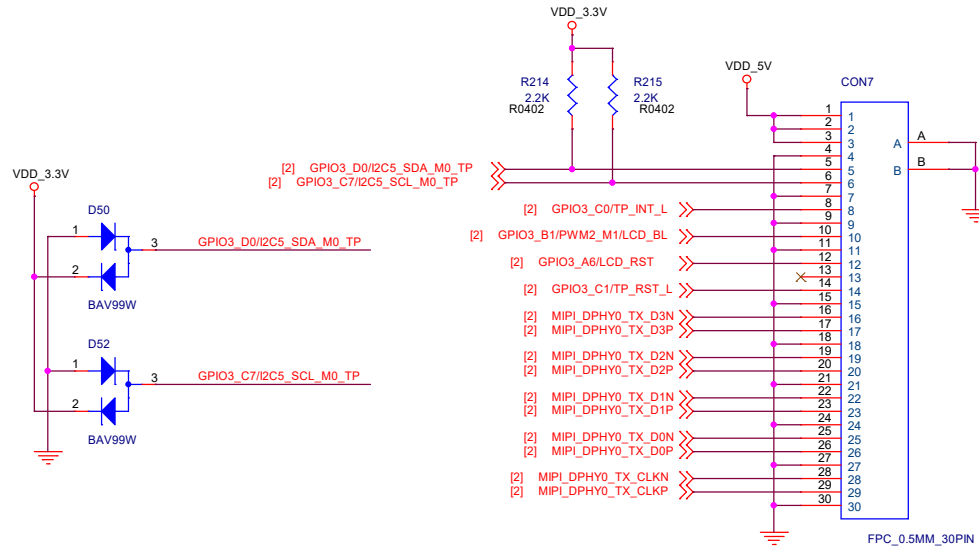 VDD_3.3V
VDD_5V
R214
2.2K
R0402
R215
2.2K
R0402
CON7
[2] GPIO3_D0/I2C5_SDA_M0_TP
[2] GPIO3_C7/I2C5_SCL_M0_TP
[2] GPIO3_C0/TP_INT_L
[2] GPIO3_B1/PWM2_M1/LCD_BL
[2] GPIO3_A6/LCD_RST
[2] GPIO3_C1/TP_RST_L
[2] MIPI_DPHY0_TX_D3N
[2] MIPI_DPHY0_TX_D3P
[2] MIPI_DPHY0_TX_D2N
[2] MIPI_DPHY0_TX_D2P
[2] MIPI_DPHY0_TX_D1N
[2] MIPI_DPHY0_TX_D1P
[2] MIPI_DPHY0_TX_D0N
[2] MIPI_DPHY0_TX_D0P
[2] MIPI_DPHY0_TX_CLKN
[2] MIPI_DPHY0_TX_CLKP
1 1
2 2
3 3
4 4
5 5
6 6
7 7
8 8
9 9
10 10
11 11
12 12
13 13
14 14
15 15
16 16
17 17
18 18
19 19
20 20
21 21
22 22
23 23
24 24
25 25
26 26
27 27
28 28
29 29
30 30
A A
B B
FPC_0.5MM_30PIN
VDD_3.3V
D50
1
2
3 GPIO3_D0/I2C5_SDA_M0_TP
BAV99W
D52
1
2
3 GPIO3_C7/I2C5_SCL_M0_TP
BAV99W